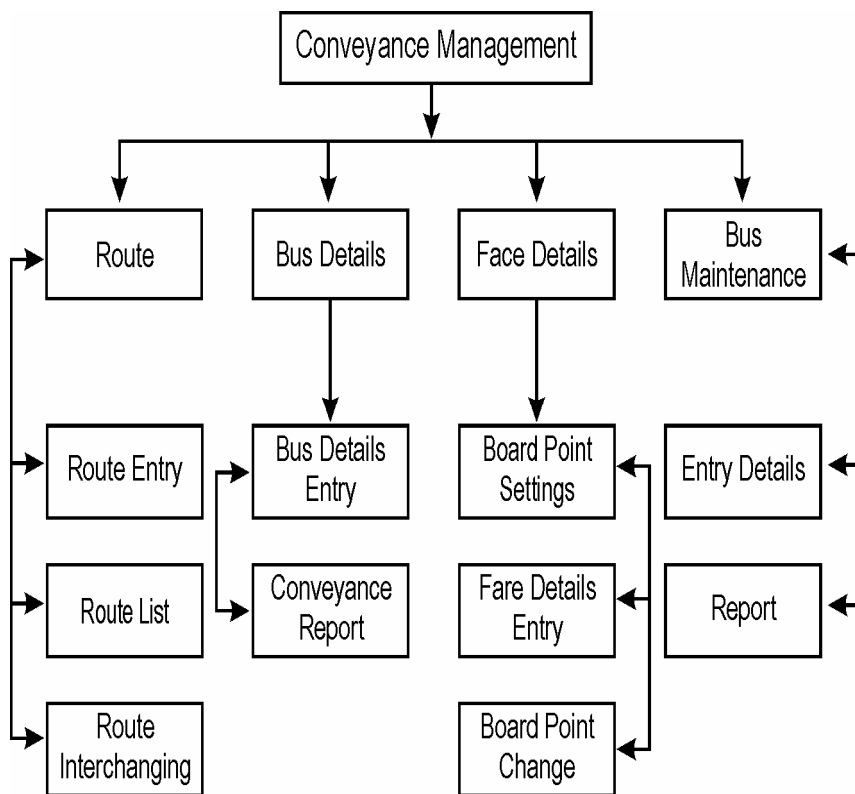 Conveyance Management
Route
Bus Details
Face Details
Bus
Maintenance
Route Entry
Bus Details
Entry
Board Point
Settings
Entry Details
Route List
Conveyance
Report
Fare Details
Entry
Report
Route
Interchanging
Board Point
Change